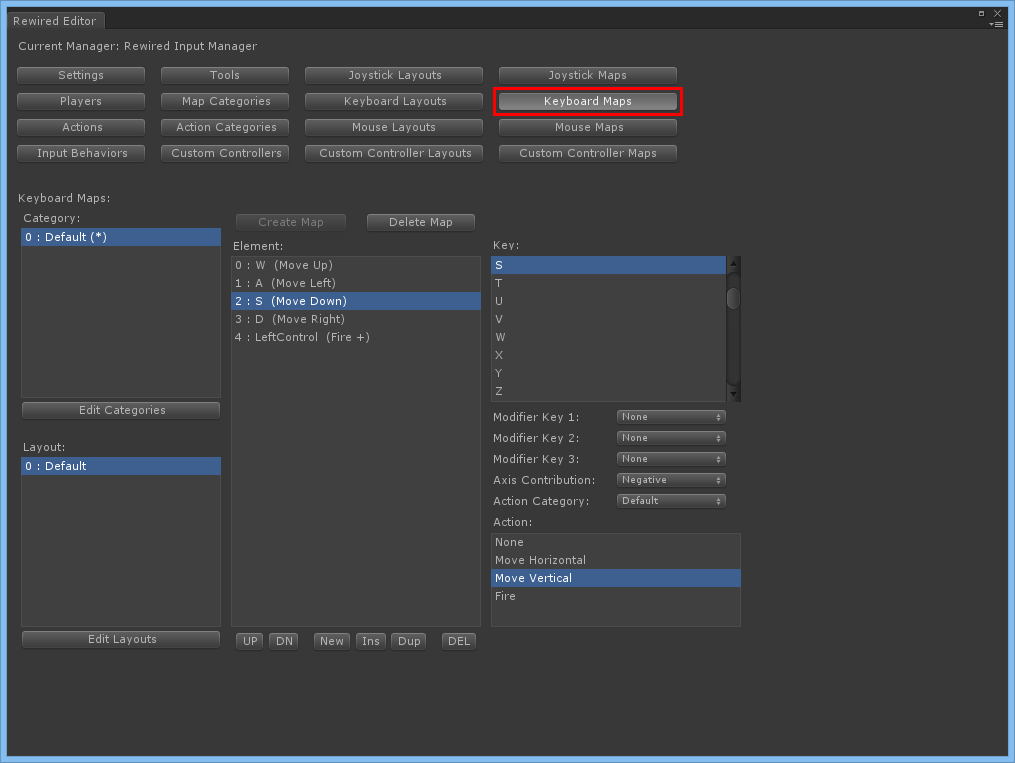 Rewired Editor
Current Manager: Rewired Input Manager
Settings
Tools
Joystick Layouts
Joystick Maps
Players
Map Categories
Keyboard Layouts
Keyboard Maps
Actions
Action Categories
Mouse Layouts
Mouse Maps
Input Behaviors
Custom Controllers
Custom Controller Layouts
Custom Controller Maps
Keyboard Maps:
Category:
0 : Default (*)
Edit Categories
Layout:
0 : Default
Edit Layouts
Create Map
Delete Map
Element:
0 : W  (Move Up)
1 : A  (Move Left)
2 : S  (Move Down)
3 : D  (Move Right)
4 : LeftControl  (Fire +)
UP
DN
New
Ins
Dup
DEL
Key:
S
T
U
V
W
X
Y
Z
Modifier Key 1: None
Modifier Key 2: None
Modifier Key 3: None
Axis Contribution: Negative
Action Category: Default
Action:
None
Move Horizontal
Move Vertical
Fire